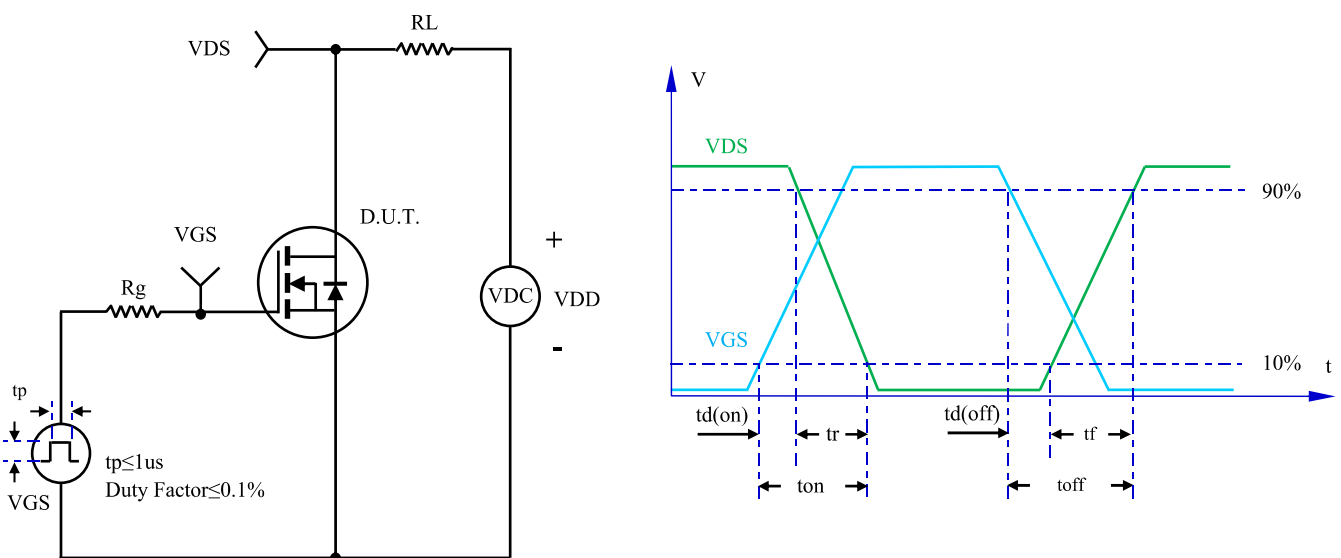 RL
VDS
D.U.T.
VGS
Rg
+
VDC
VDD
-
tp
tp≤1us
Duty Factor≤0.1%
VGS
V
VDS
90%
VGS
10%
t
td(on)
tr
td(off)
tf
ton
toff